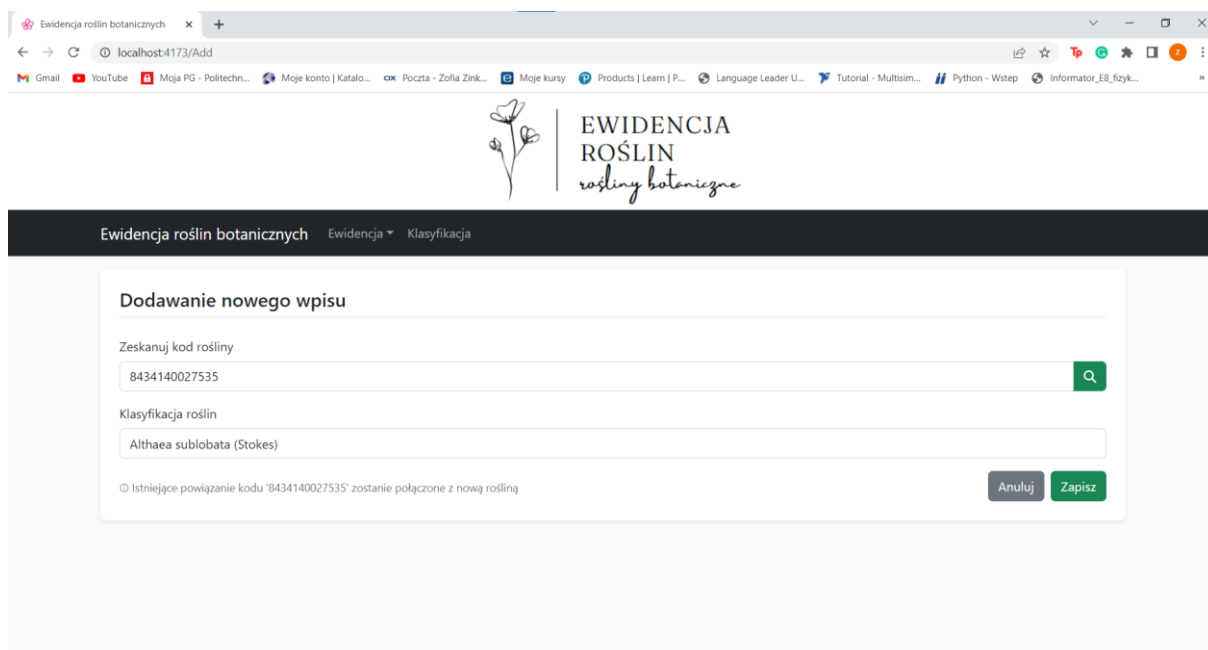 Ewidencja roślin botanicznych
localhost:4173/Add
Gmail YouTube Moja PG - Politechn... Moje konto | Katalo... Poczta - Zofia Zink... Moje kursy Products | Learn | P... Language Leader U... Tutorial - Multisim... Python - Wstep Informator_E8_fizyk... »
EWIDENCJA
ROŚLIN
rośliny botaniczne
Ewidencja roślin botanicznych Ewidencja Klasyfikacja
Dodawanie nowego wpisu
Zeskanuj kod rośliny
8434140027535
Klasyfikacja roślin
Althaea sublobata (Stokes)
Istniejące powiązanie kodu '8434140027535' zostanie połączone z nową rośliną
Anuluj Zapisz